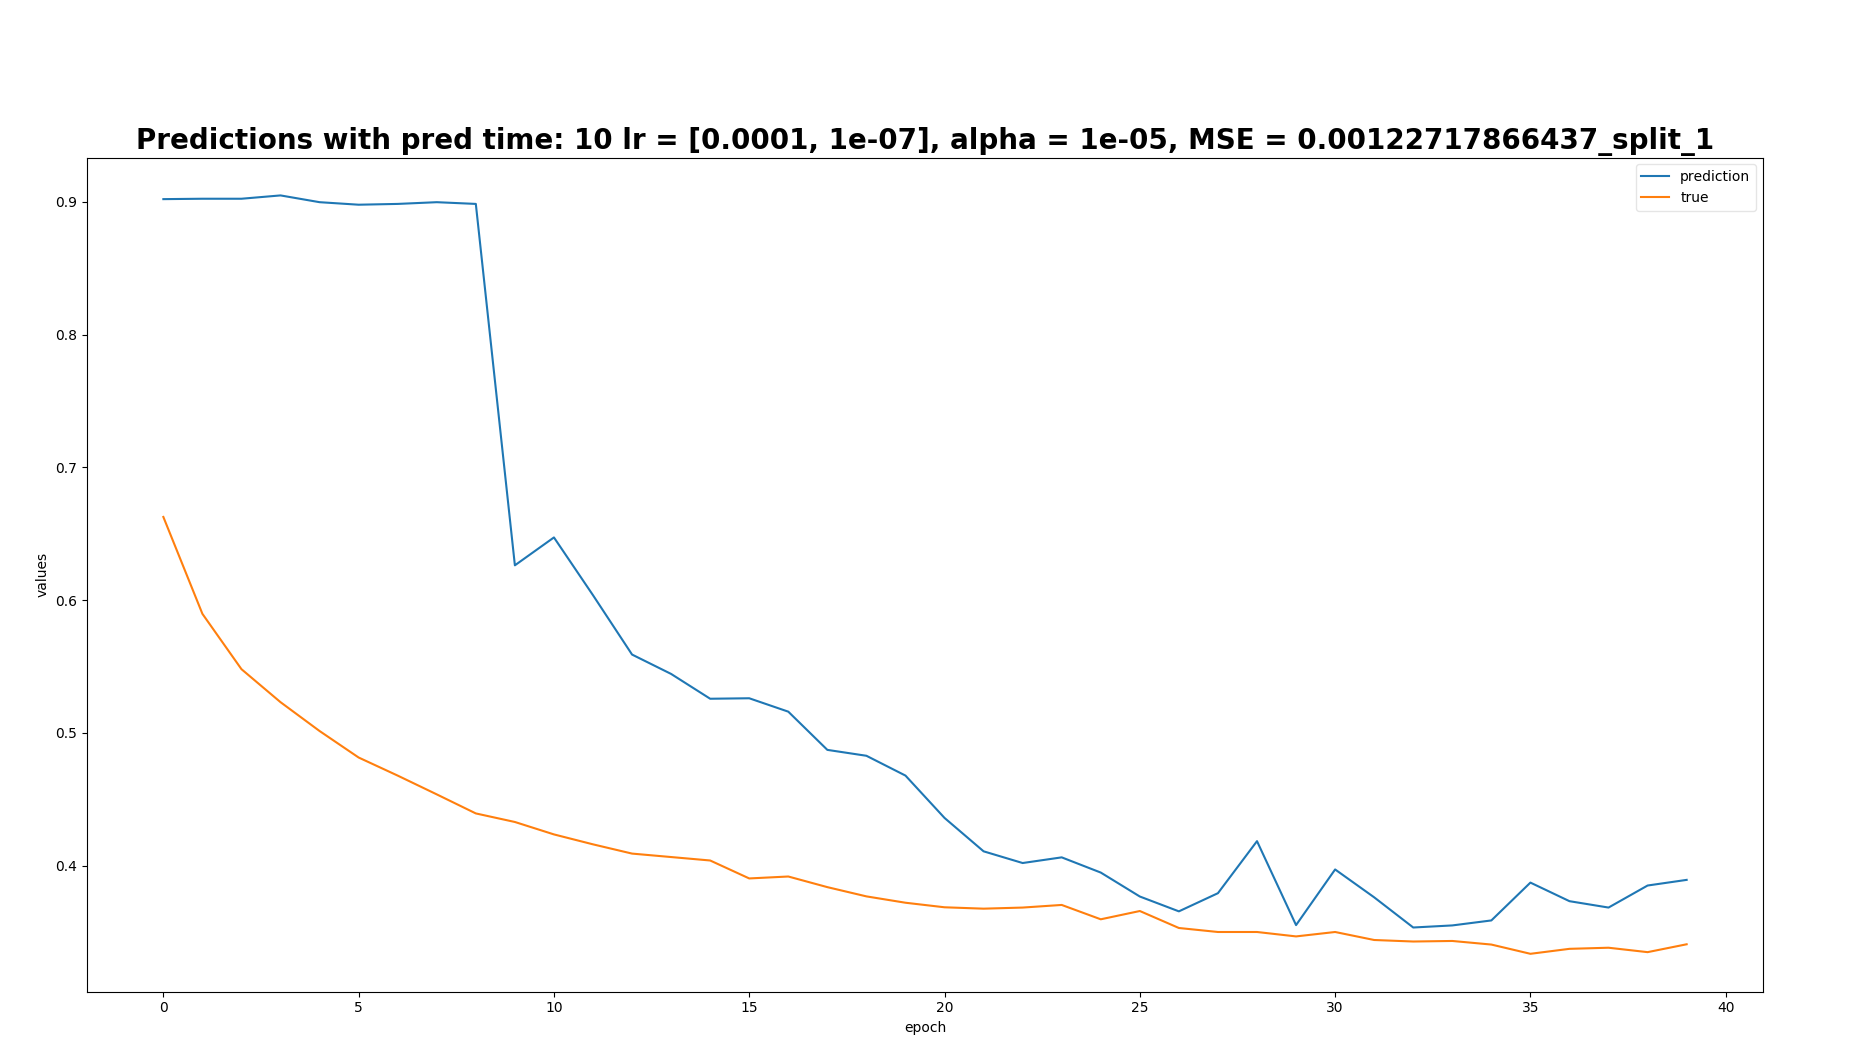 Predictions with pred time: 10 lr = [0.0001, 1e-07], alpha = 1e-05, MSE = 0.00122717866437_split_1
prediction
true
0.9
0.8
0.7
0.6
0.5
0.4
values
0 5 10 15 20 25 30 35 40
epoch